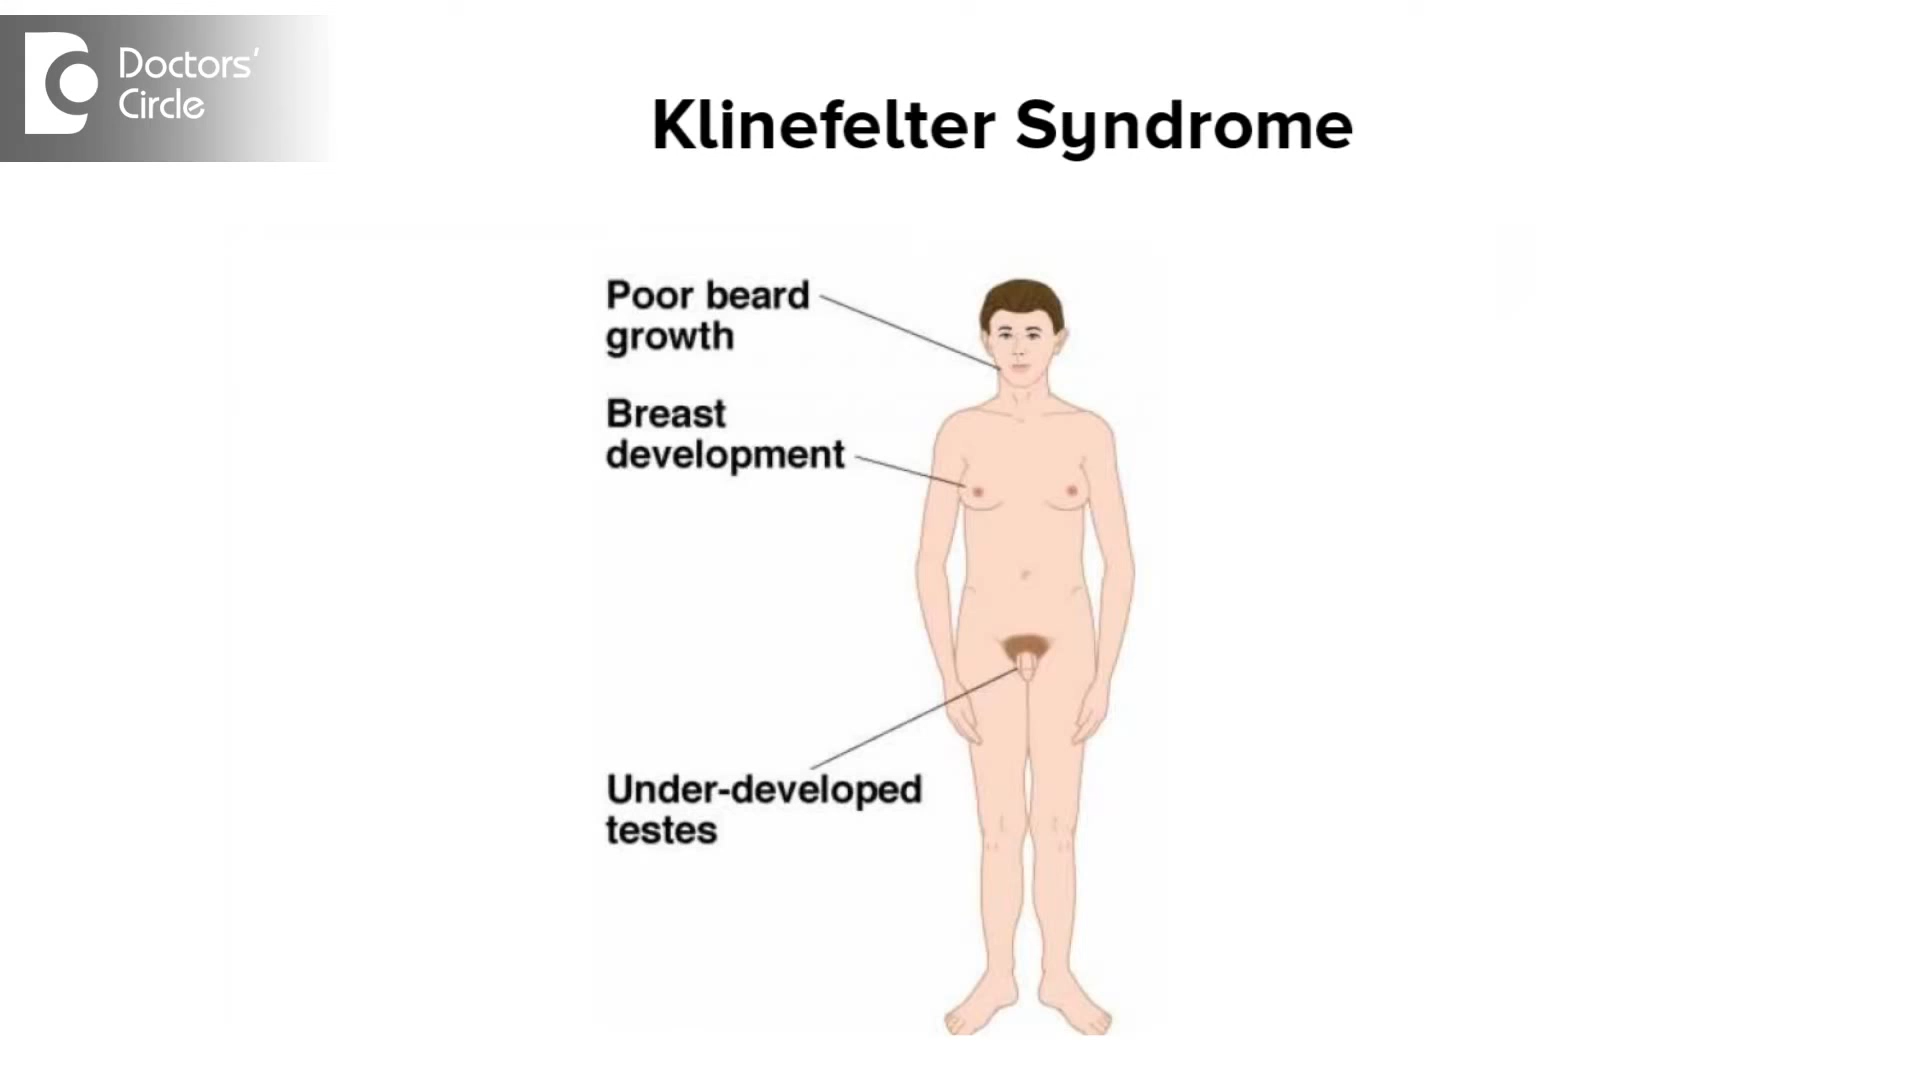 Doctors'
Circle
Klinefelter Syndrome
Poor beard
growth
Breast
development
Under-developed
testes